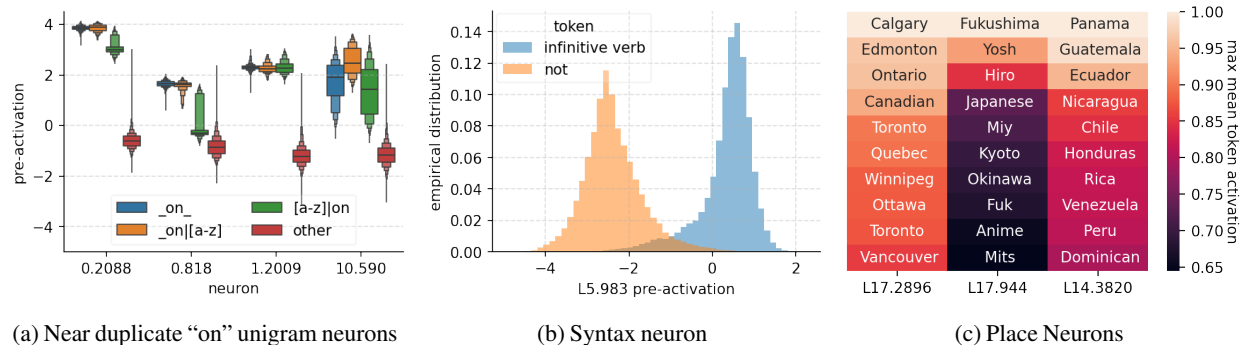 4
2
0
−2
−4
pre-activation
_on_
_on|[a-z]
[a-z]|on
other
0.2088
0.818
1.2009
10.590
neuron
(a) Near duplicate “on” unigram neurons
0.14
0.12
0.10
0.08
0.06
0.04
0.02
0.00
empirical distribution
token
infinitive verb
not
−4
−2
0
2
L5.983 pre-activation
(b) Syntax neuron
Calgary Fukushima Panama
Edmonton Yosh Guatemala
Ontario Hiro Ecuador
Canadian Japanese Nicaragua
Toronto Miy Chile
Quebec Kyoto Honduras
Winnipeg Okinawa Rica
Ottawa Fuk Venezuela
Toronto Anime Peru
Vancouver Mits Dominican
L17.2896 L17.944 L14.3820
1.00
0.95
0.90
0.85
0.80
0.75
0.70
0.65
max mean token activation
(c) Place Neurons